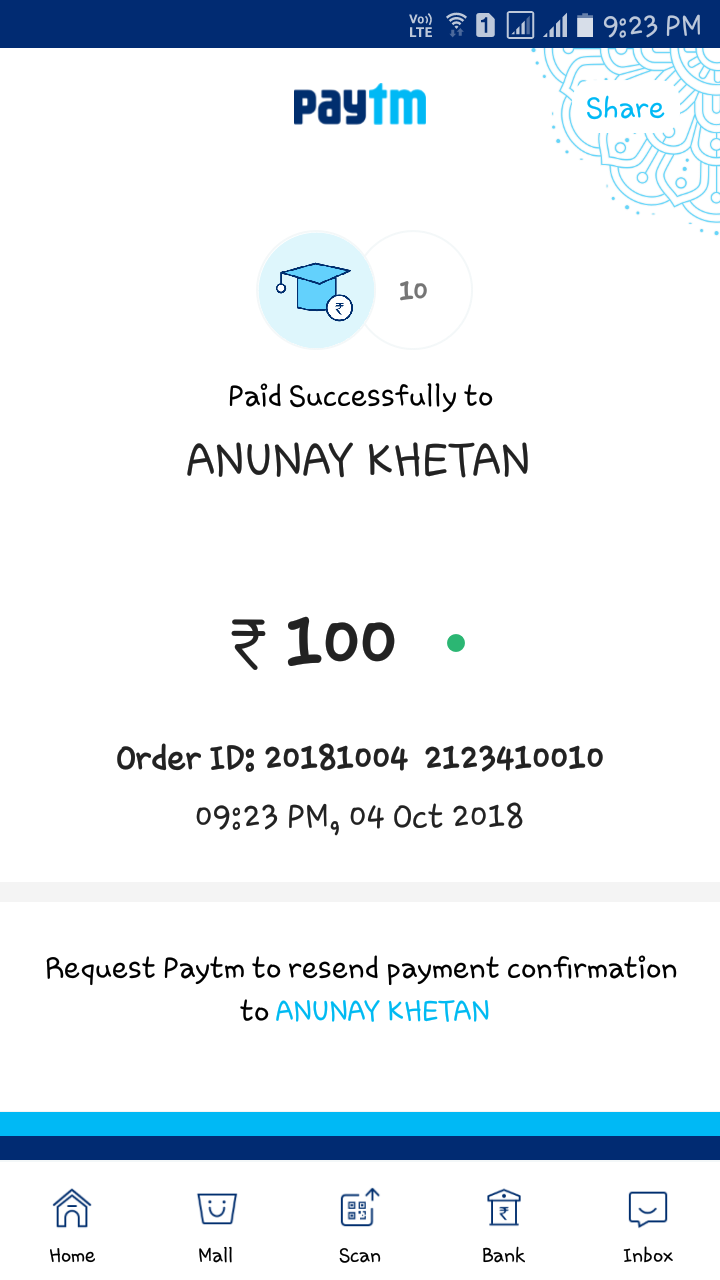 Vo)) LTE 1 9:23 PM
paytm
Share
₹
10
Paid Successfully to
ANUNAY KHETAN
₹ 100
Order ID: 20181004 2123410010
09:23 PM, 04 Oct 2018
Request Paytm to resend payment confirmation
to ANUNAY KHETAN
₹
Home Mall Scan Bank Inbox